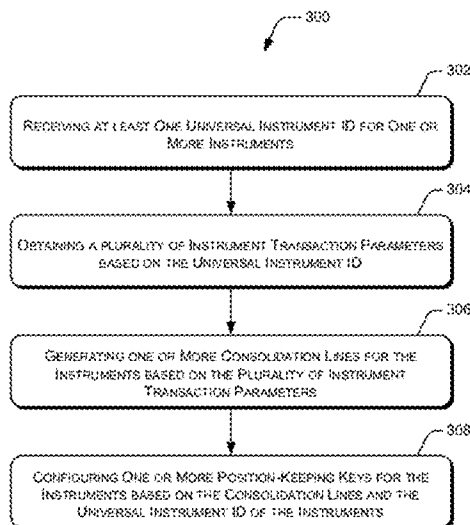 300
302
RECEIVING AT LEAST ONE UNIVERSAL INSTRUMENT ID FOR ONE OR
MORE INSTRUMENTS
304
OBTAINING A PLURALITY OF INSTRUMENT TRANSACTION PARAMETERS
BASED ON THE UNIVERSAL INSTRUMENT ID
306
GENERATING ONE OR MORE CONSOLIDATION LINES FOR THE
INSTRUMENTS BASED ON THE PLURALITY OF INSTRUMENT
TRANSACTION PARAMETERS
308
CONFIGURING ONE OR MORE POSITION-KEEPING KEYS FOR THE
INSTRUMENTS BASED ON THE CONSOLIDATION LINES AND THE
UNIVERSAL INSTRUMENT ID OF THE INSTRUMENTS